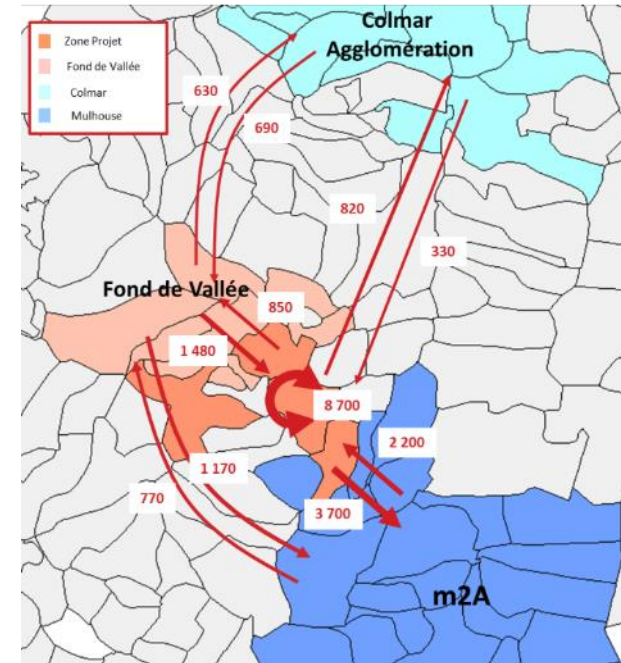 Zone Projet
Fond de Vallée
Colmar
Mulhouse
Colmar
Agglomération
630
690
820
330
Fond de Vallée
850
1 480
8 700
2 200
1 170
770
3 700
m2A